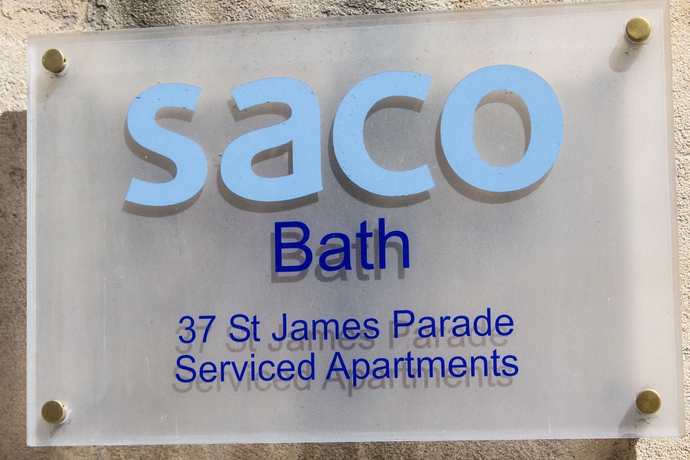 saco
Bath
37 St James Parade
Serviced Apartments